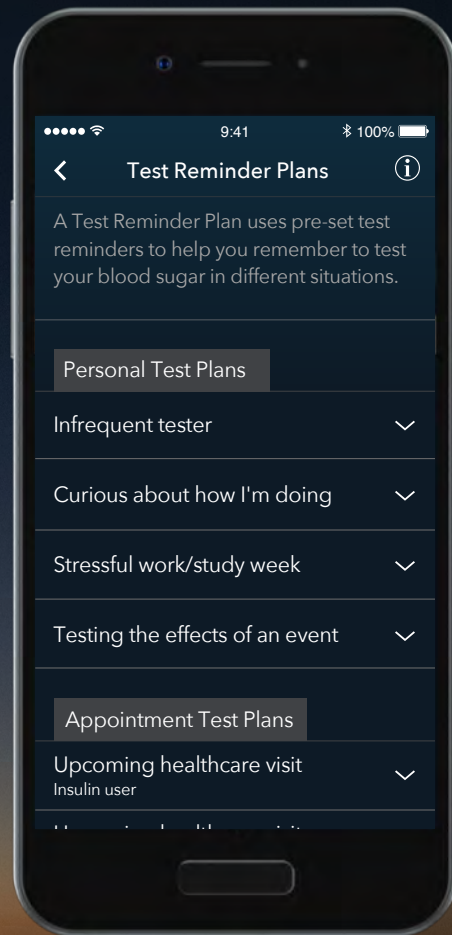 9:41
100%
Test Reminder Plans
A Test Reminder Plan uses pre-set test
reminders to help you remember to test
your blood sugar in different situations.
Personal Test Plans
Infrequent tester
Curious about how I'm doing
Stressful work/study week
Testing the effects of an event
Appointment Test Plans
Upcoming healthcare visit
Insulin user